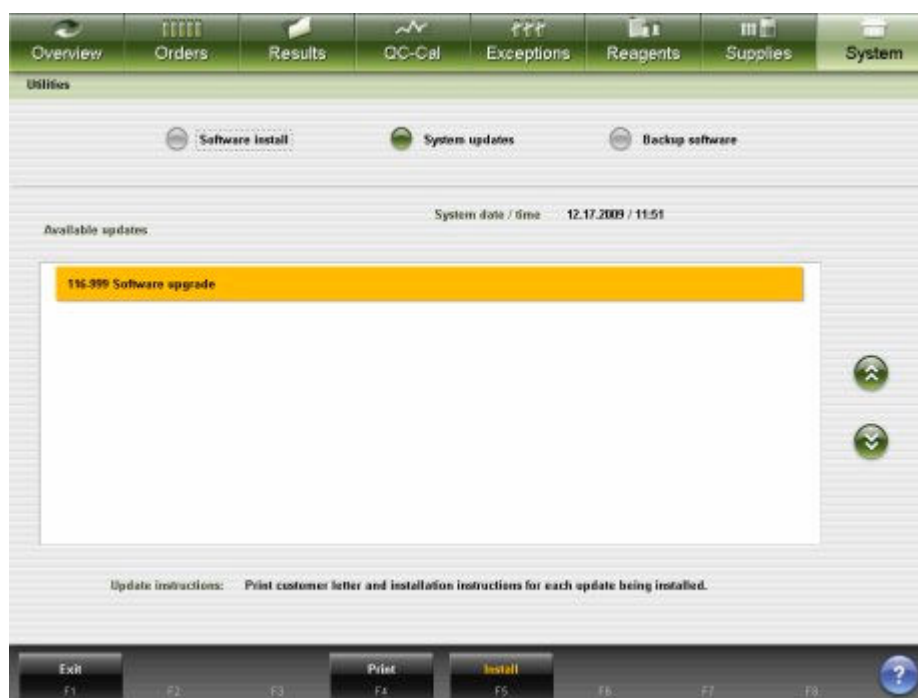 Overview Orders Results QC-Cal Exceptions Reagents Supplies System
Utilities
Software install System updates Backup software
System date / time 12.17.2009 / 11:51
Available updates
116-999 Software upgrade
Update instructions: Print customer letter and installation instructions for each update being installed.
Exit Print Install ?
F1 F2 F3 F4 F5 F6 F7 F8